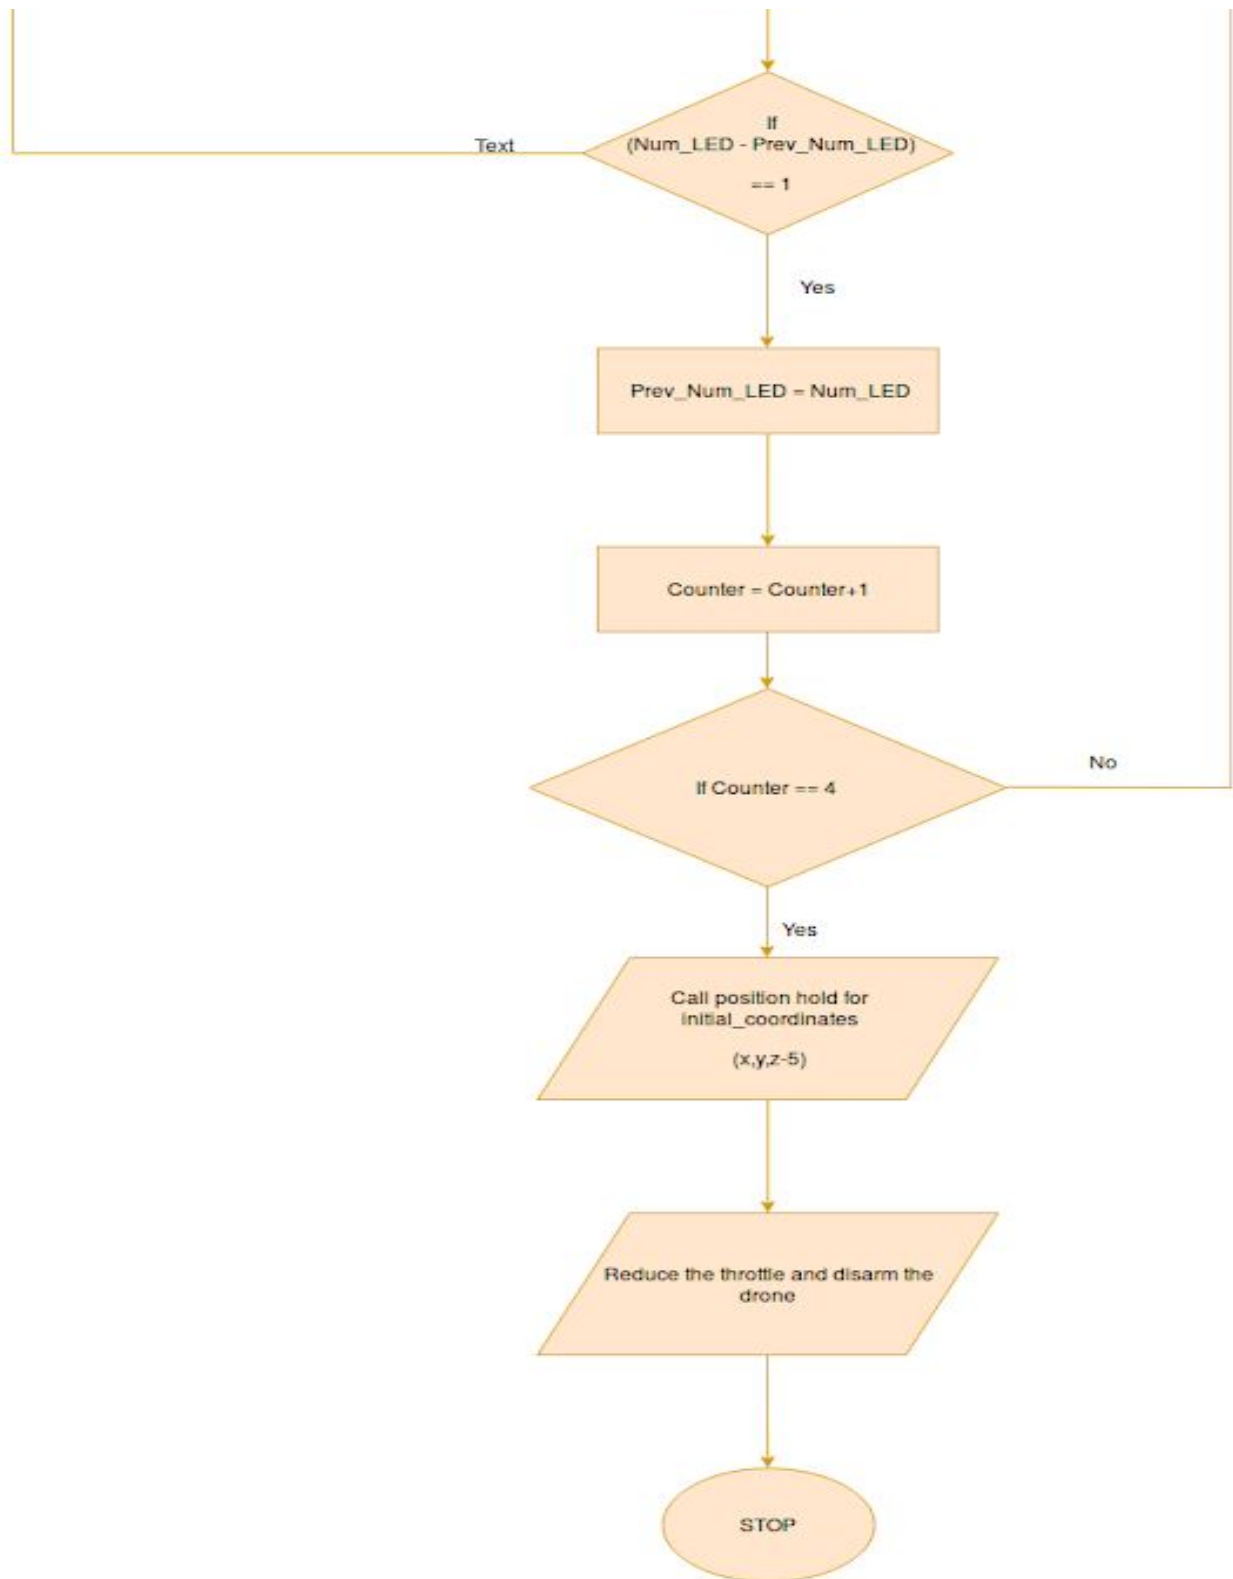 If
(Num_LED - Prev_Num_LED)
== 1
Text
Yes
Prev_Num_LED = Num_LED
Counter = Counter+1
If Counter == 4
No
Yes
Call position hold for
initial_coordinates
(x,y,z-5)
Reduce the throttle and disarm the
drone
STOP